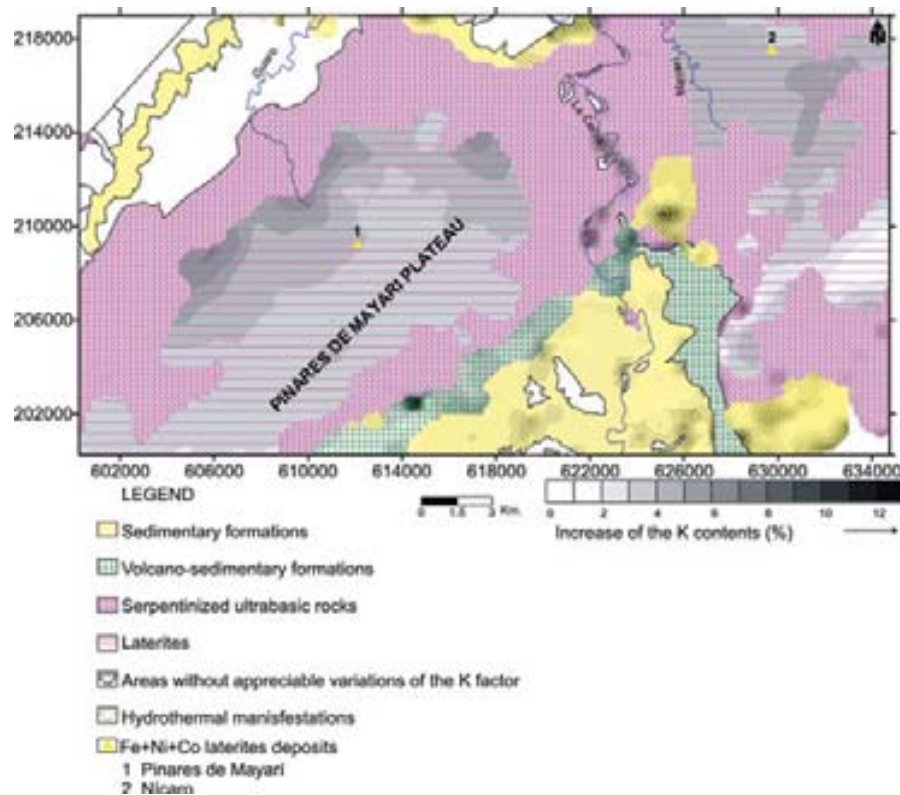 218000
214000
210000
206000
202000
2
1
PINARES DE MAYARI PLATEAU
602000 606000 610000 614000 618000 622000 626000 630000 634000
LEGEND
0 1.5 3 Km.
0 2 4 6 8 10 12
Increase of the K contents (%)
Sedimentary formations
Volcano-sedimentary formations
Serpentinized ultrabasic rocks
Laterites
Areas without appreciable variations of the K factor
Hydrothermal manisfestations
Fe+Ni+Co laterites deposits
1 Pinares de Mayarí
2 Nicaro